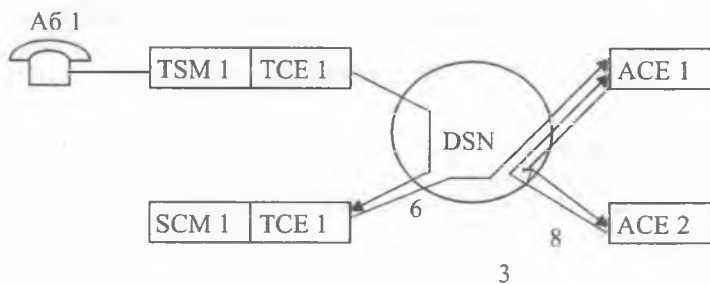 Аб 1
TSM 1 TCE 1
ACE 1
DSN
SCM 1 TCE 1
6
ACE 2
8
3